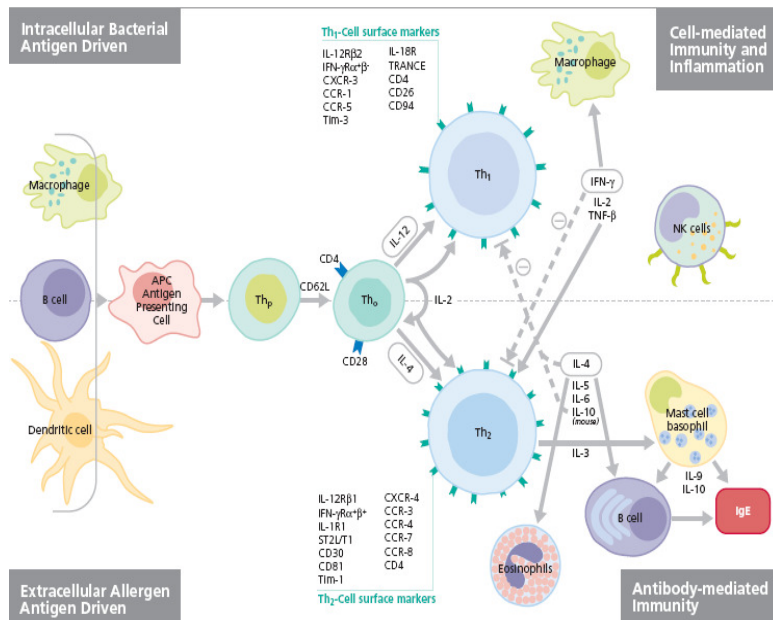 Intracellular Bacterial
Antigen Driven
Th₁-Cell surface markers
IL-12Rβ2
IFN-γRα⁺β⁻
CXCR-3
CCR-1
CCR-5
Tim-3
IL-18R
TRANCE
CD4
CD26
CD94
Cell-mediated
Immunity and
Inflammation
Macrophage
Macrophage
Th₁
IFN-γ
IL-2
TNF-β
NK cells
IL-12
CD4
CD62L
B cell
APC
Antigen
Presenting
Cell
Thₚ
Th₀
IL-2
CD28
IL-4
IL-4
IL-5
IL-6
IL-10
(mouse)
Dendritic cell
Th₂
IL-3
Mast cell
basophil
IL-9
IL-10
IL-12Rβ1
IFN-γRα⁺β⁺
IL-1R1
ST2L/T1
CD30
CD81
Tim-1
CXCR-4
CCR-3
CCR-4
CCR-7
CCR-8
CD4
Th₂-Cell surface markers
Eosinophils
B cell
IgE
Extracellular Allergen
Antigen Driven
Antibody-mediated
Immunity